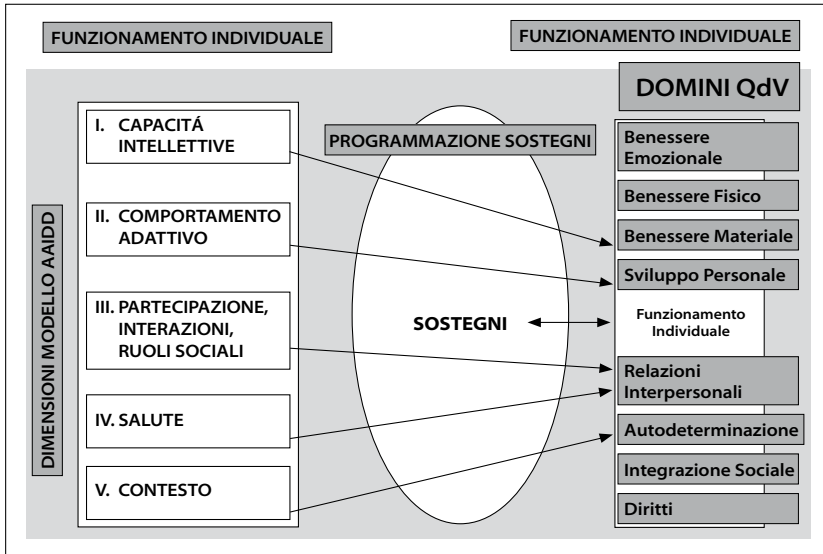 FUNZIONAMENTO INDIVIDUALE
FUNZIONAMENTO INDIVIDUALE
DIMENSIONI MODELLO AAIDD
I. CAPACITÁ
INTELLETTIVE
II. COMPORTAMENTO
ADATTIVO
III. PARTECIPAZIONE,
INTERAZIONI,
RUOLI SOCIALI
IV. SALUTE
V. CONTESTO
PROGRAMMAZIONE SOSTEGNI
SOSTEGNI
DOMINI QdV
Benessere
Emozionale
Benessere Fisico
Benessere Materiale
Sviluppo Personale
Funzionamento
Individuale
Relazioni
Interpersonali
Autodeterminazione
Integrazione Sociale
Diritti